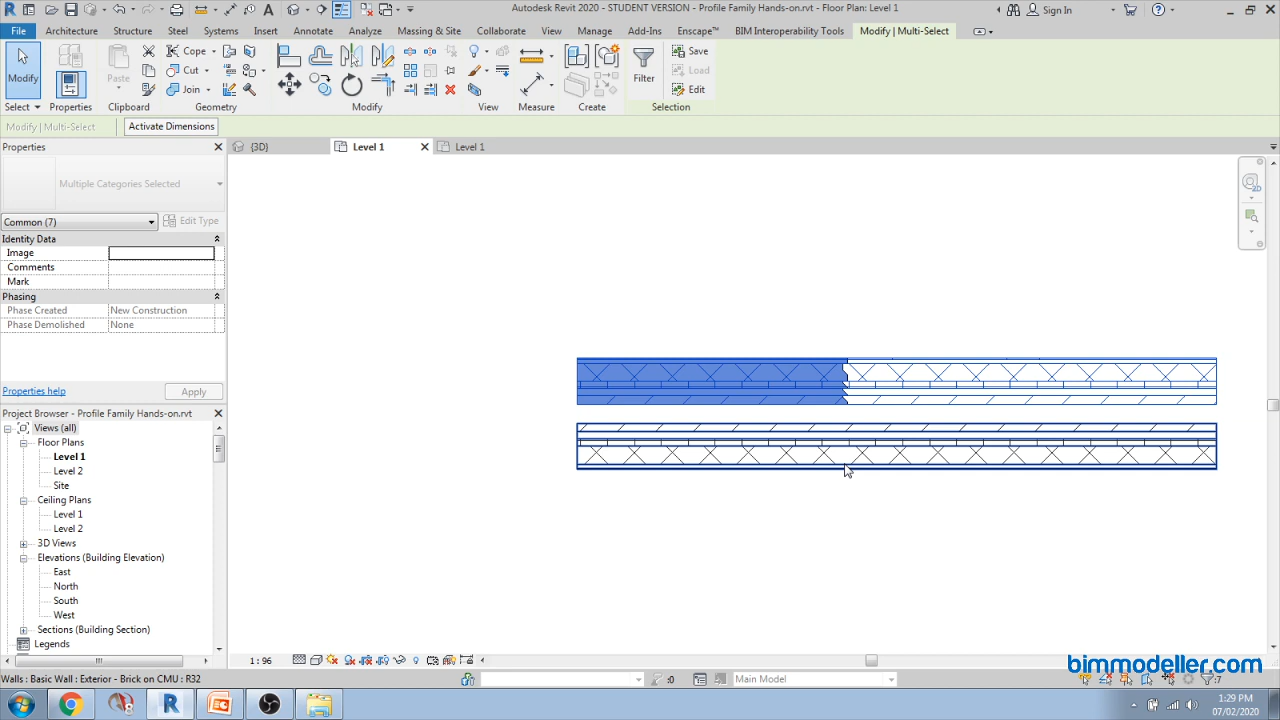 Autodesk Revit 2020 - STUDENT VERSION - Profile Family Hands-on.rvt - Floor Plan: Level 1
Sign In
File Architecture Structure Steel Systems Insert Annotate Analyze Massing & Site Collaborate View Manage Add-Ins Enscape™ BIM Interoperability Tools Modify | Multi-Select
Cope Save
Modify Paste Cut Filter Load
Join Edit
Select Properties Clipboard Geometry Modify View Measure Create Selection
Modify | Multi-Select Activate Dimensions
Properties {3D} Level 1 Level 1
2D
Multiple Categories Selected
Common (7) Edit Type
Identity Data
Image
Comments
Mark
Phasing
Phase Created New Construction
Phase Demolished None
Properties help Apply
Project Browser - Profile Family Hands-on.rvt
Views (all)
Floor Plans
Level 1
Level 2
Site
Ceiling Plans
Level 1
Level 2
3D Views
Elevations (Building Elevation)
East
North
South
West
Sections (Building Section)
Legends
1 : 96
bimmodeller.com
Walls : Basic Wall : Exterior - Brick on CMU : R32 :0 Main Model :7
1:29 PM
07/02/2020